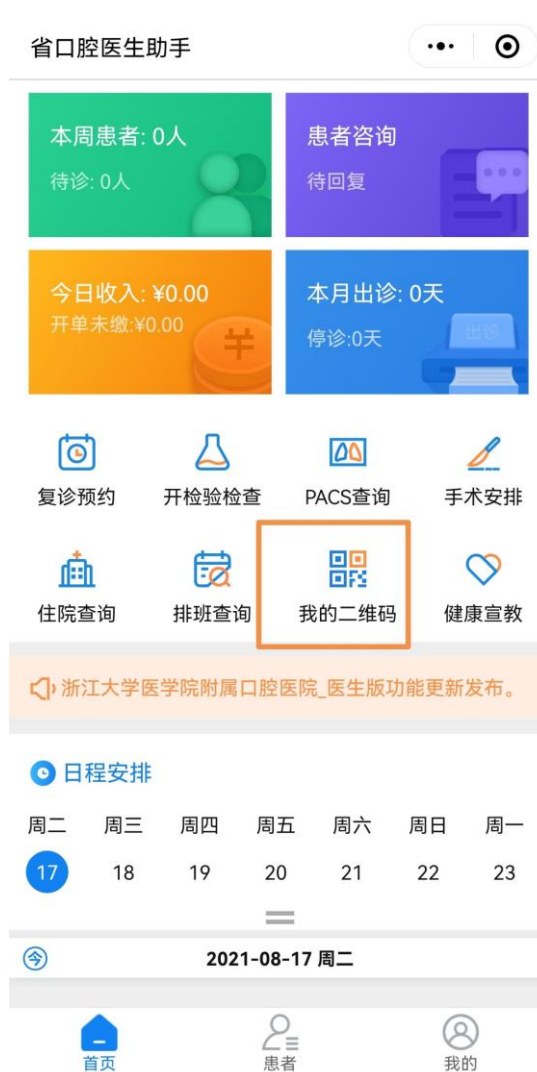 省口腔医生助手
本周患者: 0人
待诊: 0人
患者咨询
待回复
今日收入: ¥0.00
开单未缴:¥0.00
本月出诊: 0天
停诊:0天
出诊
复诊预约 开检验检查 PACS查询 手术安排
住院查询 排班查询 我的二维码 健康宣教
浙江大学医学院附属口腔医院_医生版功能更新发布。
日程安排
周二 周三 周四 周五 周六 周日 周一
17 18 19 20 21 22 23
今 2021-08-17 周二
首页 患者 我的